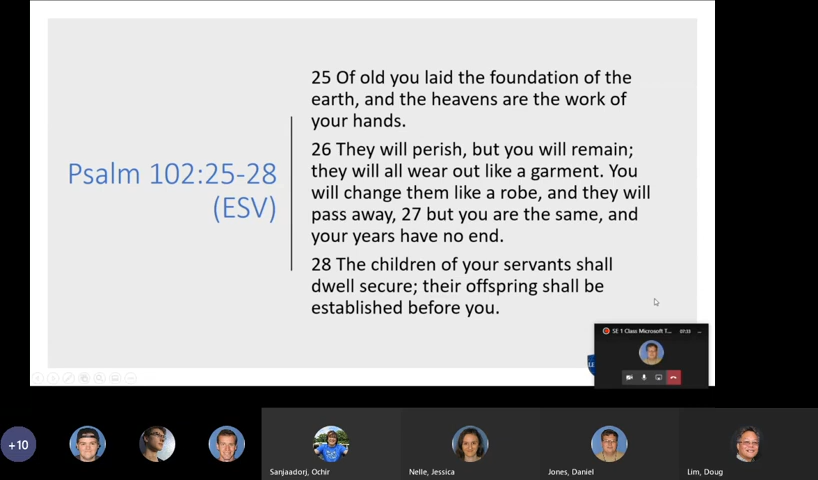 Psalm 102:25-28
(ESV)
25 Of old you laid the foundation of the
earth, and the heavens are the work of
your hands.
26 They will perish, but you will remain;
they will all wear out like a garment. You
will change them like a robe, and they will
pass away, 27 but you are the same, and
your years have no end.
28 The children of your servants shall
dwell secure; their offspring shall be
established before you.
SE 1 Class Microsoft T...
+10
Sanjaadorj, Ochir
Nelle, Jessica
Jones, Daniel
Lim, Doug